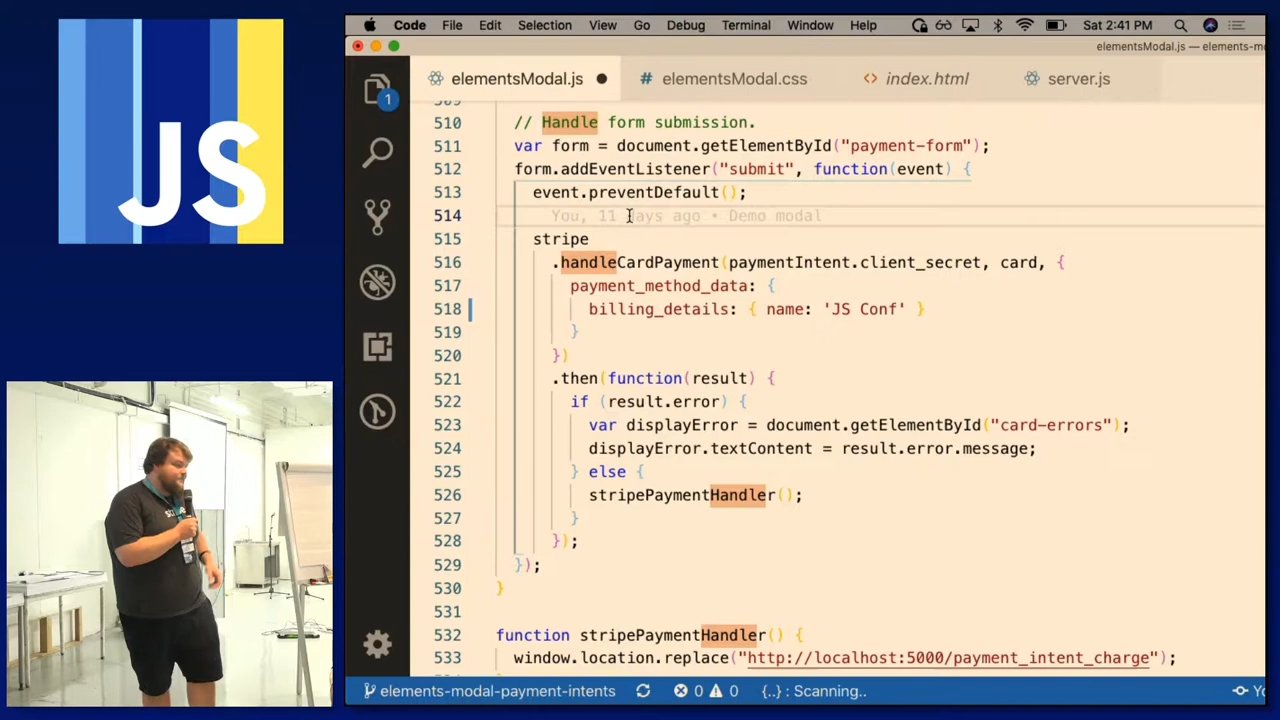 JS
Code File Edit Selection View Go Debug Terminal Window Help Sat 2:41 PM
elementsModal.js — elements-mo
elementsModal.js elementsModal.css index.html server.js
1
509
510 // Handle form submission.
511 var form = document.getElementById("payment-form");
512 form.addEventListener("submit", function(event) {
513 event.preventDefault();
514 You, 11 days ago • Demo modal
515 stripe
516 .handleCardPayment(paymentIntent.client_secret, card, {
517 payment_method_data: {
518 billing_details: { name: 'JS Conf' }
519 }
520 })
521 .then(function(result) {
522 if (result.error) {
523 var displayError = document.getElementById("card-errors");
524 displayError.textContent = result.error.message;
525 } else {
526 stripePaymentHandler();
527 }
528 });
529 });
530 }
531
532 function stripePaymentHandler() {
533 window.location.replace("http://localhost:5000/payment_intent_charge");
elements-modal-payment-intents 0 0 {..} : Scanning.. Yo